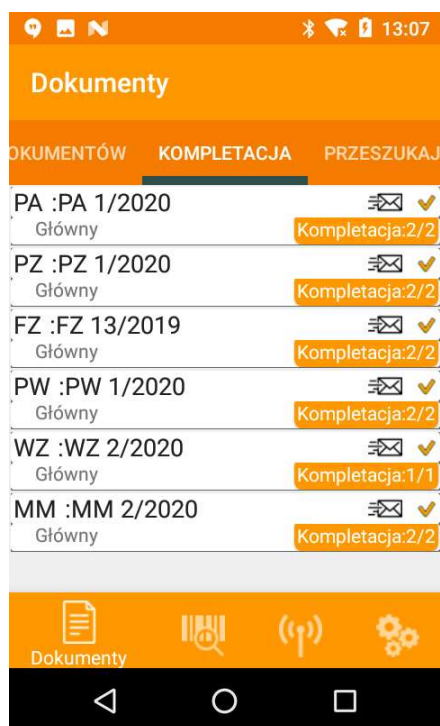 13:07
Dokumenty
OKUMENTÓW KOMPLETACJA PRZESZUKAJ
PA :PA 1/2020
Główny Kompletacja:2/2
PZ :PZ 1/2020
Główny Kompletacja:2/2
FZ :FZ 13/2019
Główny Kompletacja:2/2
PW :PW 1/2020
Główny Kompletacja:2/2
WZ :WZ 2/2020
Główny Kompletacja:1/1
MM :MM 2/2020
Główny Kompletacja:2/2
Dokumenty